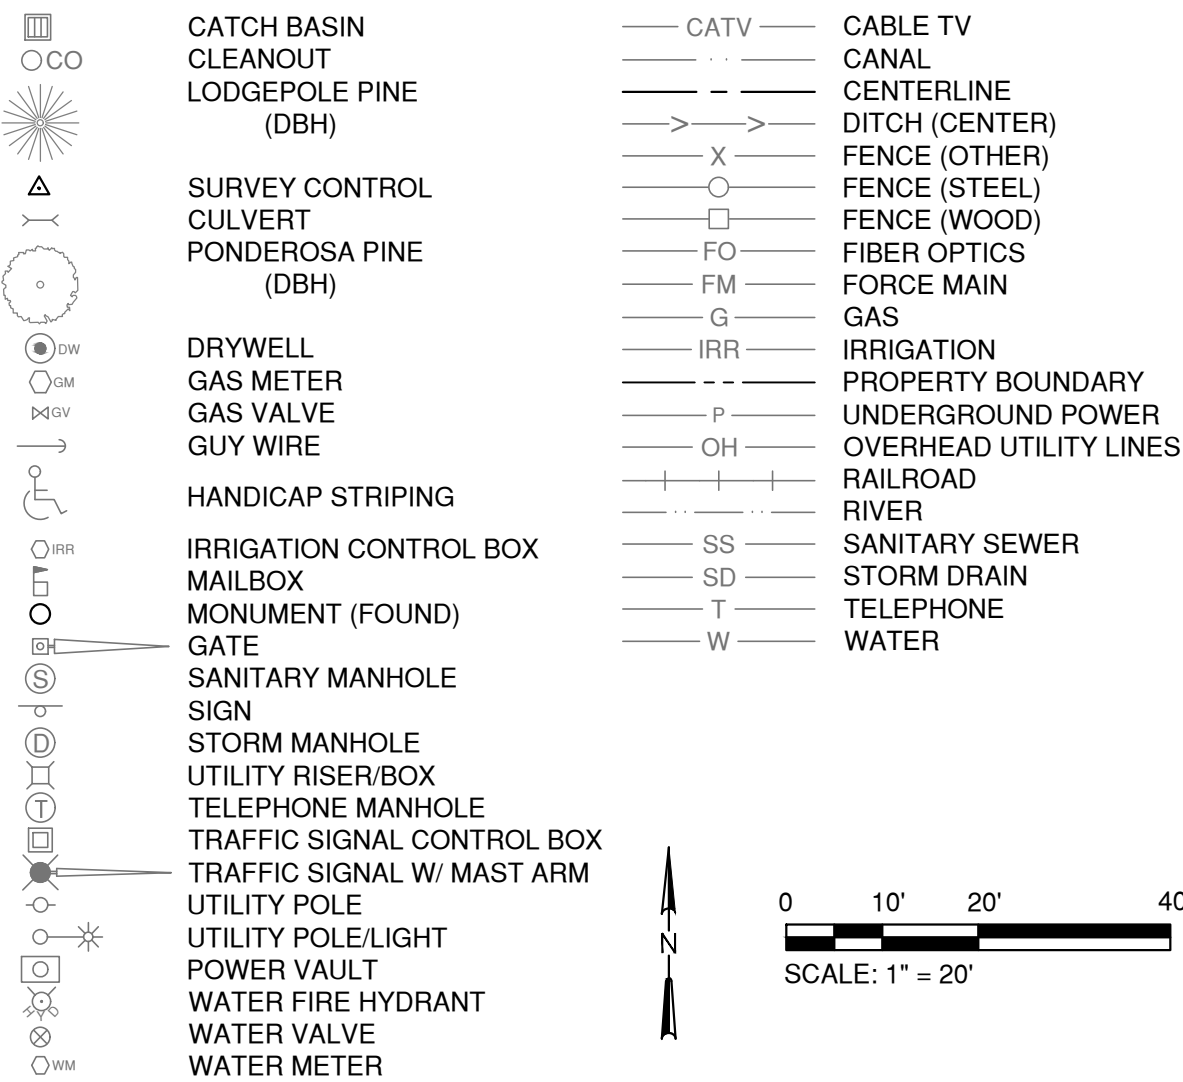 CATCH BASIN
CO CLEANOUT
LODGEPOLE PINE
(DBH)
SURVEY CONTROL
CULVERT
PONDEROSA PINE
(DBH)
DW DRYWELL
GM GAS METER
GV GAS VALVE
GUY WIRE
HANDICAP STRIPING
IRR IRRIGATION CONTROL BOX
MAILBOX
MONUMENT (FOUND)
GATE
S SANITARY MANHOLE
SIGN
D STORM MANHOLE
UTILITY RISER/BOX
T TELEPHONE MANHOLE
TRAFFIC SIGNAL CONTROL BOX
TRAFFIC SIGNAL W/ MAST ARM
UTILITY POLE
UTILITY POLE/LIGHT
POWER VAULT
WATER FIRE HYDRANT
WATER VALVE
WM WATER METER
CATV CABLE TV
CANAL
CENTERLINE
DITCH (CENTER)
X FENCE (OTHER)
FENCE (STEEL)
FENCE (WOOD)
FO FIBER OPTICS
FM FORCE MAIN
G GAS
IRR IRRIGATION
PROPERTY BOUNDARY
P UNDERGROUND POWER
OH OVERHEAD UTILITY LINES
RAILROAD
RIVER
SS SANITARY SEWER
SD STORM DRAIN
T TELEPHONE
W WATER
N
0 10' 20' 40
SCALE: 1" = 20'